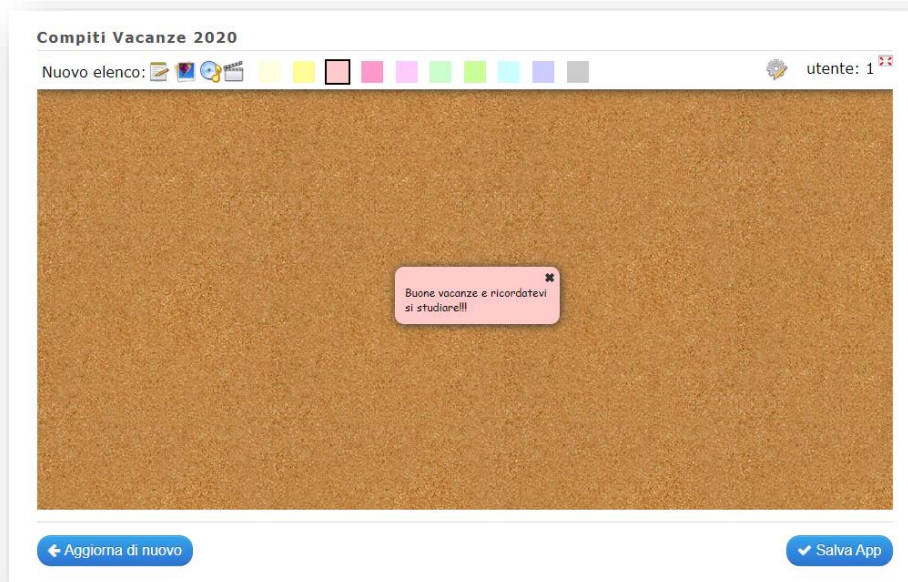 Compiti Vacanze 2020
Nuovo elenco: utente: 1
Buone vacanze e ricordatevi
si studiare!!!
Aggiorna di nuovo
Salva App